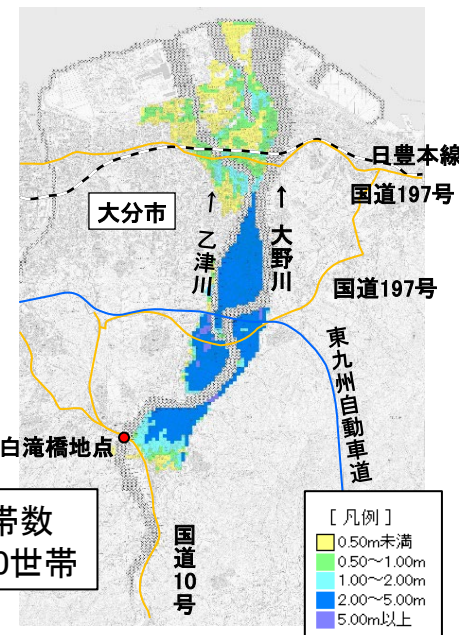 日豊本線
国道197号
大分市
乙津川
大野川
国道197号
東九州自動車道
白滝橋地点
帯数
0世帯
国道10号
[ 凡例 ]
0.50m未満
0.50～1.00m
1.00～2.00m
2.00～5.00m
5.00m以上